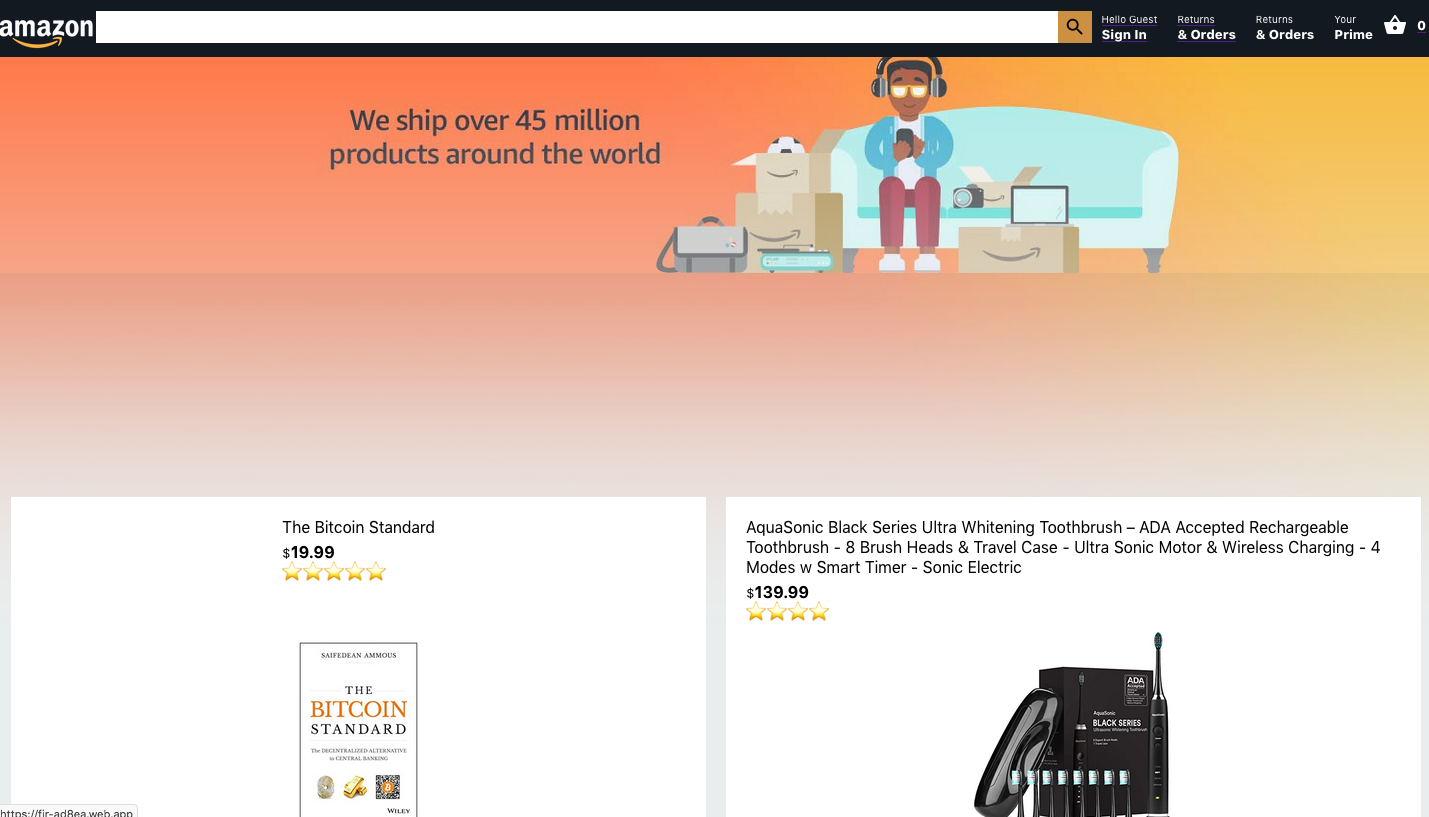 amazon
Hello Guest
Sign In
Returns
& Orders
Returns
& Orders
Your
Prime
0
We ship over 45 million
products around the world
The Bitcoin Standard
$19.99
AquaSonic Black Series Ultra Whitening Toothbrush – ADA Accepted Rechargeable
Toothbrush - 8 Brush Heads & Travel Case - Ultra Sonic Motor & Wireless Charging - 4
Modes w Smart Timer - Sonic Electric
$139.99
SAIFEDEAN AMMOUS
THE
BITCOIN
STANDARD
The DECENTRALIZED ALTERNATIVE
to CENTRAL BANKING
WILEY
ADA
Accepted
AquaSonic
BLACK SERIES
Ultrasonic Whitening Toothbrush
https://fir-ad8ea.web.app